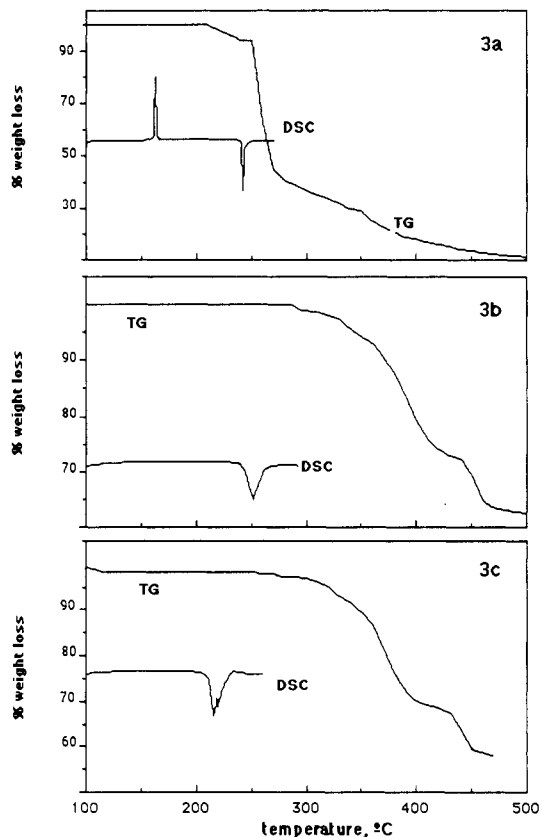 3a
% weight loss
90
70
50
30
DSC
TG
3b
% weight loss
90
80
70
TG
DSC
3c
% weight loss
90
80
70
60
TG
DSC
100 200 300 400 500
temperature, ºC